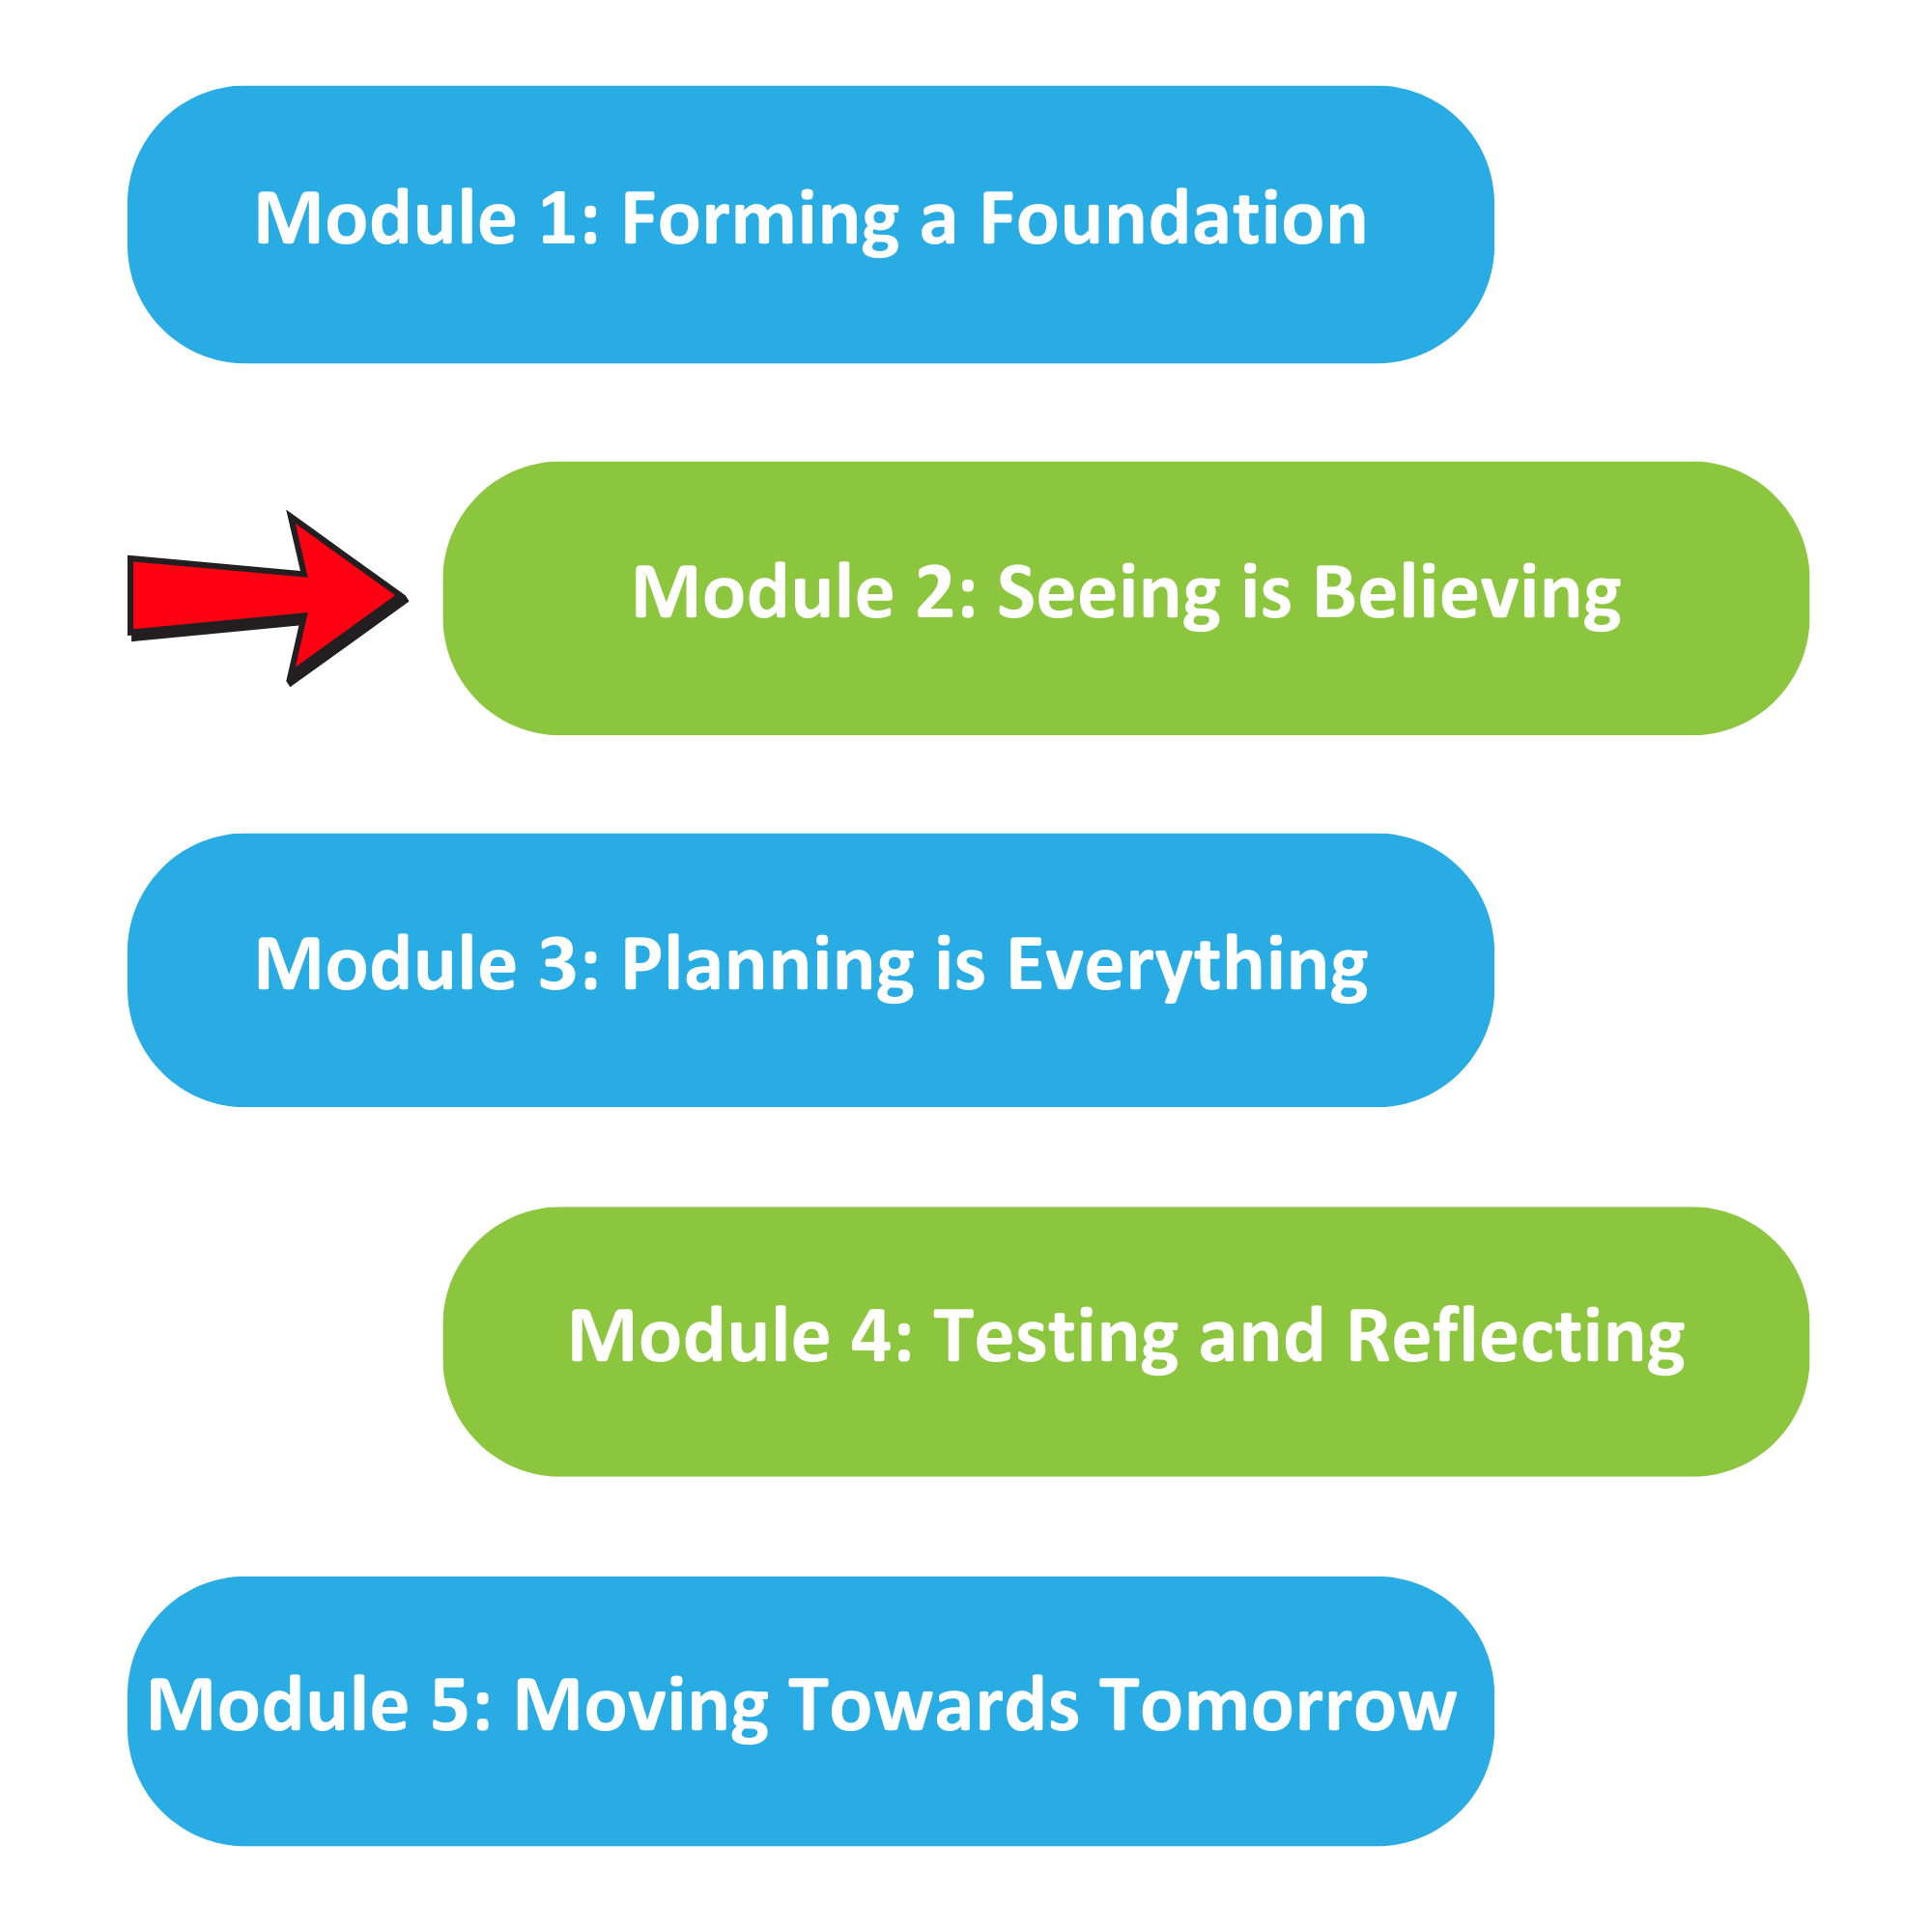 Module 1: Forming a Foundation
Module 2: Seeing is Believing
Module 3: Planning is Everything
Module 4: Testing and Reflecting
Module 5: Moving Towards Tomorrow